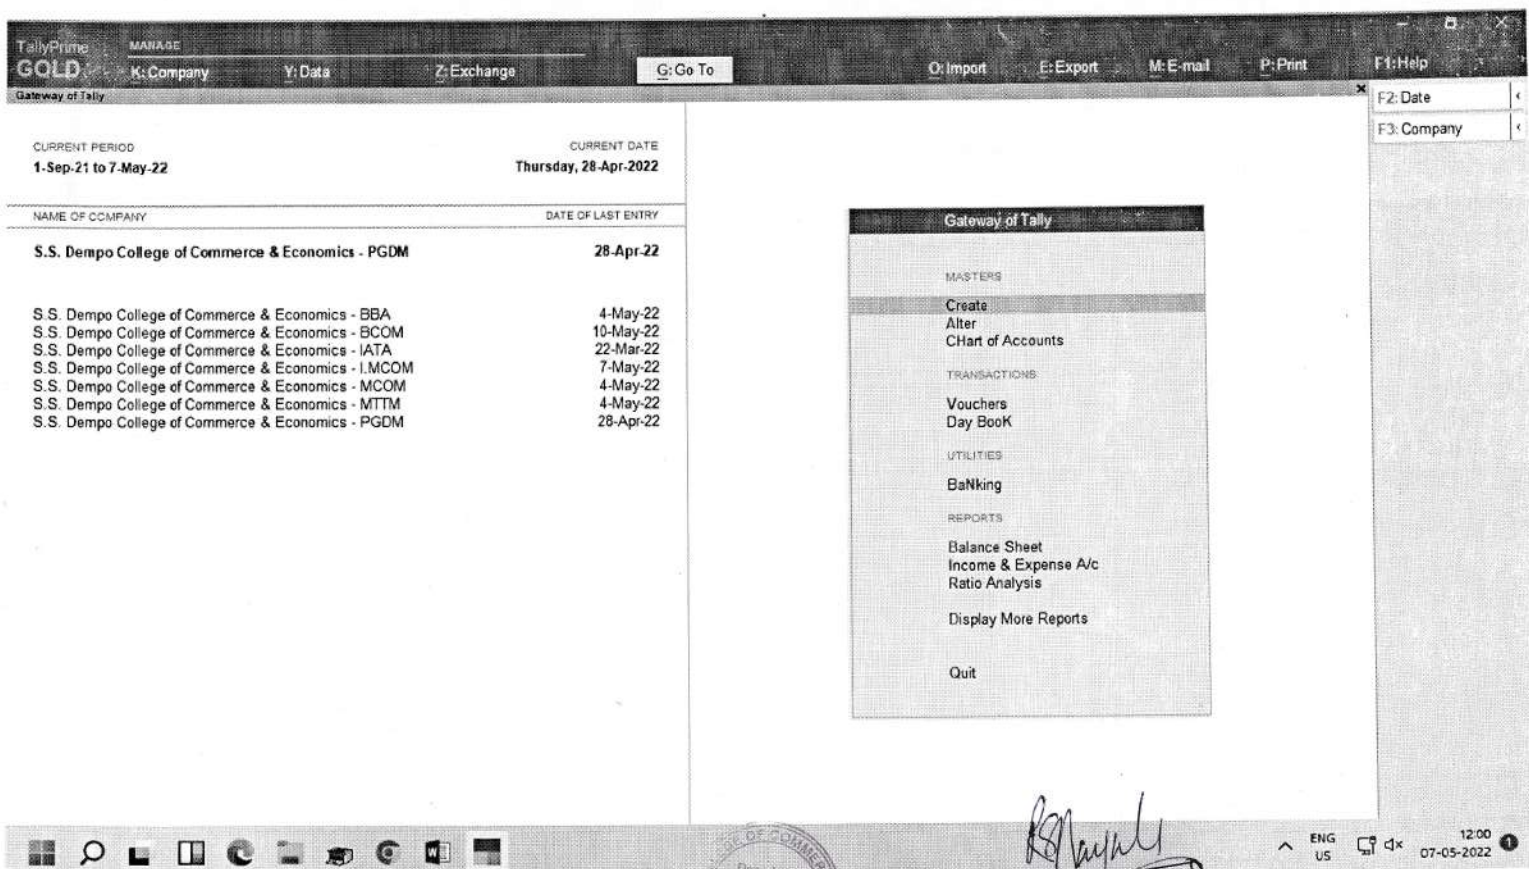 TallyPrime
GOLD
MANAGE
K: Company Y: Data Z: Exchange G: Go To O: Import E: Export M: E-mail P: Print F1: Help
Gateway of Tally
F2: Date
F3: Company
CURRENT PERIOD CURRENT DATE
1-Sep-21 to 7-May-22 Thursday, 28-Apr-2022
NAME OF COMPANY DATE OF LAST ENTRY
S.S. Dempo College of Commerce & Economics - PGDM 28-Apr-22
S.S. Dempo College of Commerce & Economics - BBA 4-May-22
S.S. Dempo College of Commerce & Economics - BCOM 10-May-22
S.S. Dempo College of Commerce & Economics - IATA 22-Mar-22
S.S. Dempo College of Commerce & Economics - I.MCOM 7-May-22
S.S. Dempo College of Commerce & Economics - MCOM 4-May-22
S.S. Dempo College of Commerce & Economics - MTTM 4-May-22
S.S. Dempo College of Commerce & Economics - PGDM 28-Apr-22
Gateway of Tally
MASTERS
Create
Alter
CHart of Accounts
TRANSACTIONS
Vouchers
Day BooK
UTILITIES
BaNking
REPORTS
Balance Sheet
Income & Expense A/c
Ratio Analysis
Display More Reports
Quit
OF COMMER
ENG
US
12:00
07-05-2022
1